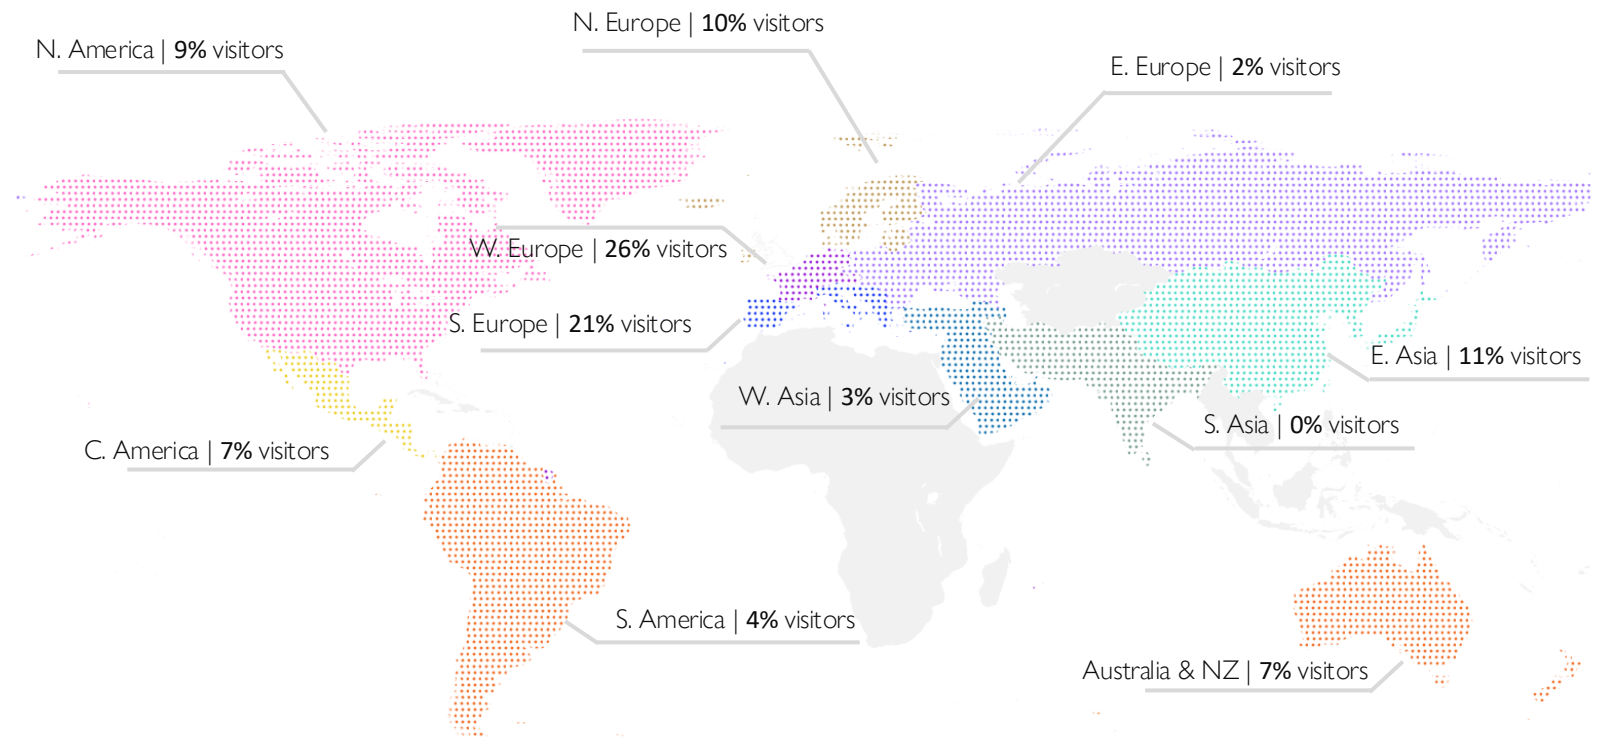 N. Europe | 10% visitors
N. America | 9% visitors
E. Europe | 2% visitors
W. Europe | 26% visitors
S. Europe | 21% visitors
E. Asia | 11% visitors
W. Asia | 3% visitors
S. Asia | 0% visitors
C. America | 7% visitors
S. America | 4% visitors
Australia & NZ | 7% visitors